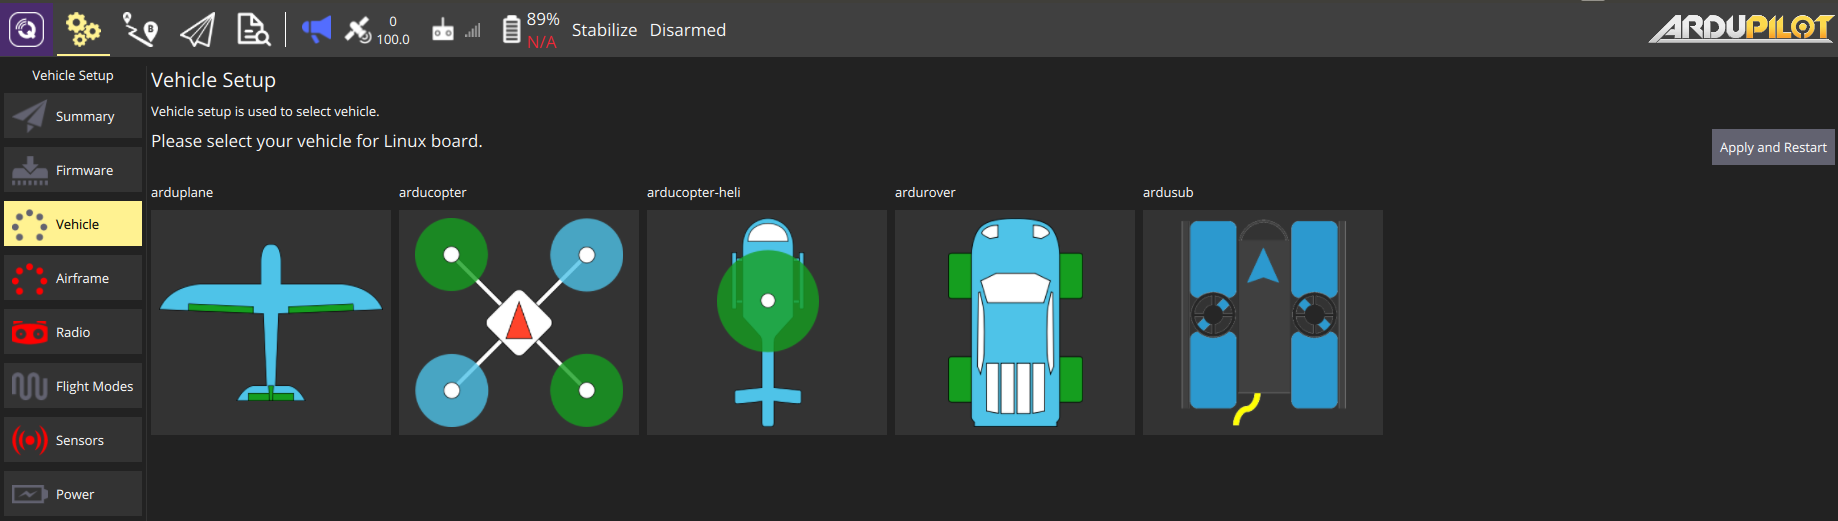 0
100.0
89%
N/A
Stabilize Disarmed
ARDUPILOT
Vehicle Setup
Summary
Firmware
Vehicle
Airframe
Radio
Flight Modes
Sensors
Power
Vehicle Setup
Vehicle setup is used to select vehicle.
Please select your vehicle for Linux board.
Apply and Restart
arduplane
arducopter
arducopter-heli
ardurover
ardusub